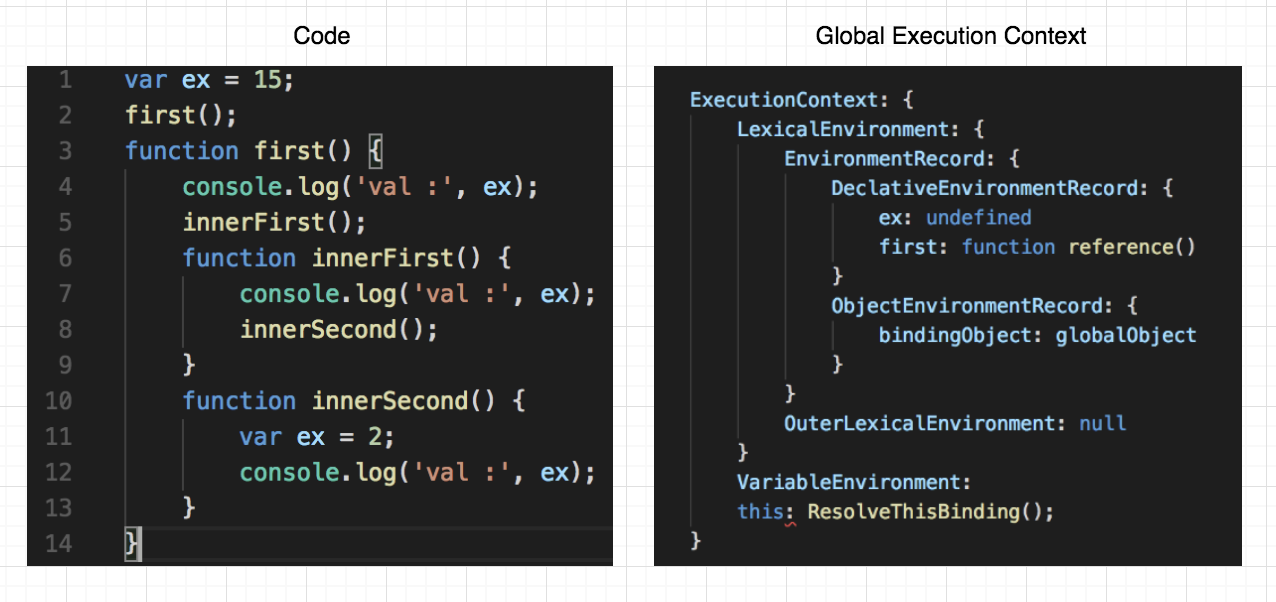 Code
1 var ex = 15;
2 first();
3 function first() {
4 console.log('val :', ex);
5 innerFirst();
6 function innerFirst() {
7 console.log('val :', ex);
8 innerSecond();
9 }
10 function innerSecond() {
11 var ex = 2;
12 console.log('val :', ex);
13 }
14 }
Global Execution Context
ExecutionContext: {
LexicalEnvironment: {
EnvironmentRecord: {
DeclativeEnvironmentRecord: {
ex: undefined
first: function reference()
}
ObjectEnvironmentRecord: {
bindingObject: globalObject
}
}
OuterLexicalEnvironment: null
}
VariableEnvironment:
this: ResolveThisBinding();
}